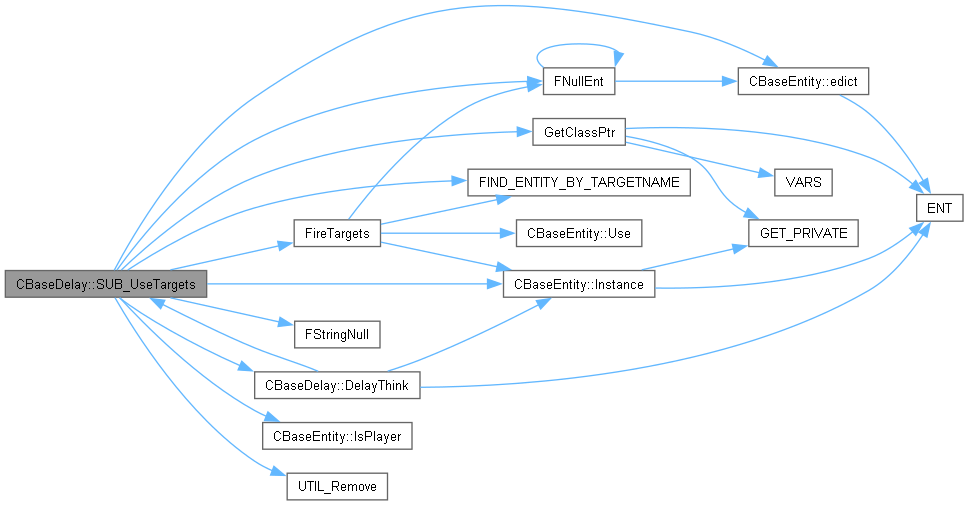 FNullEnt
CBaseEntity::edict
GetClassPtr
FIND_ENTITY_BY_TARGETNAME
VARS
ENT
FireTargets
CBaseEntity::Use
GET_PRIVATE
CBaseDelay::SUB_UseTargets
CBaseEntity::Instance
FStringNull
CBaseDelay::DelayThink
CBaseEntity::IsPlayer
UTIL_Remove